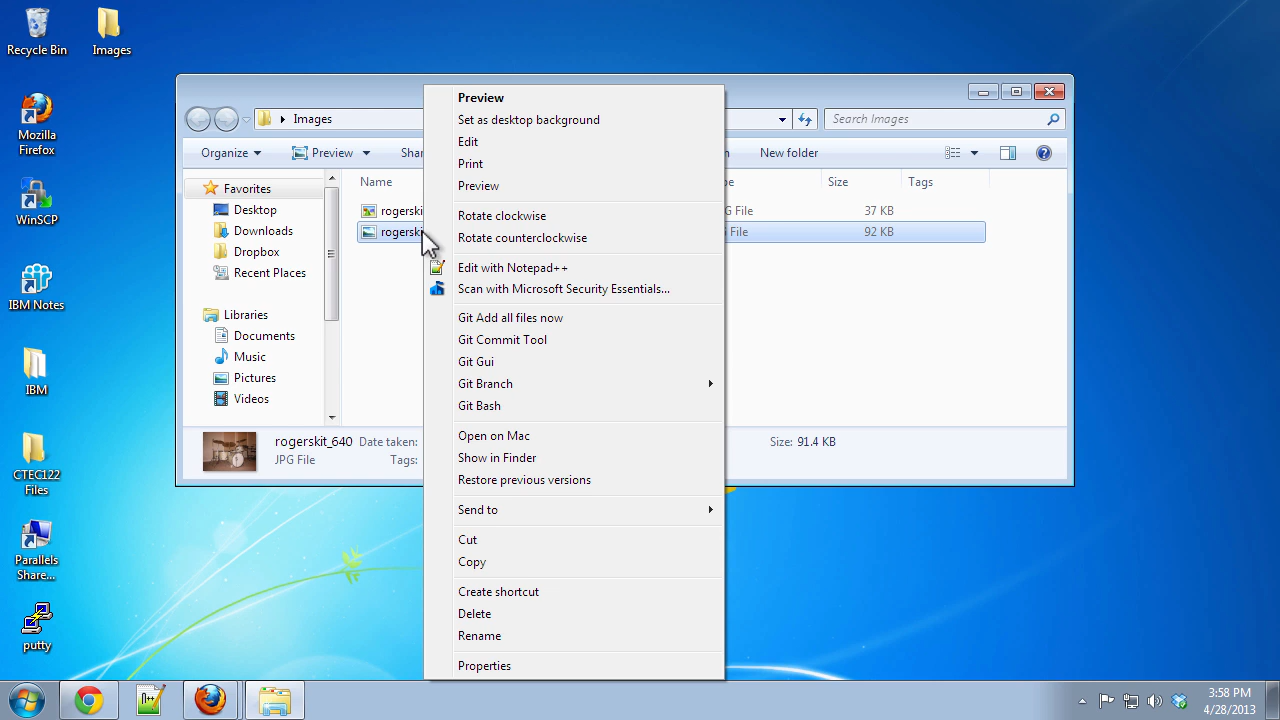 Recycle Bin
Images
Mozilla
Firefox
WinSCP
IBM Notes
IBM
CTEC122
Files
Parallels
Share...
putty
Images
Search Images
Organize
Preview
Shar
n
New folder
Name
pe
Size
Tags
rogerski
G File
37 KB
rogerski
G File
92 KB
Favorites
Desktop
Downloads
Dropbox
Recent Places
Libraries
Documents
Music
Pictures
Videos
rogerskit_640
Date taken:
Size: 91.4 KB
JPG File
Tags:
Preview
Set as desktop background
Edit
Print
Preview
Rotate clockwise
Rotate counterclockwise
Edit with Notepad++
Scan with Microsoft Security Essentials...
Git Add all files now
Git Commit Tool
Git Gui
Git Branch
Git Bash
Open on Mac
Show in Finder
Restore previous versions
Send to
Cut
Copy
Create shortcut
Delete
Rename
Properties
3:58 PM
4/28/2013